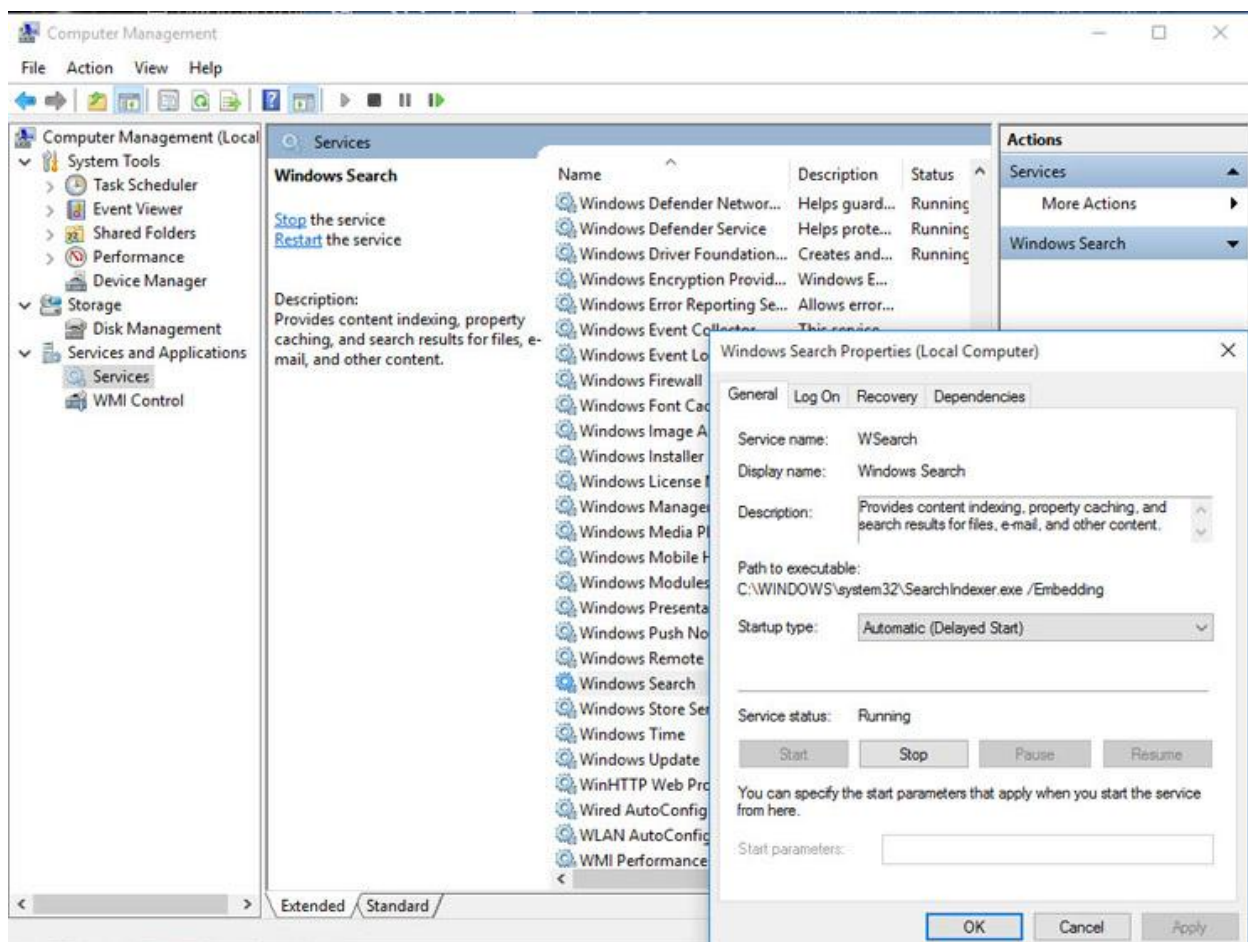 Computer Management
File Action View Help
Computer Management (Local
System Tools
Task Scheduler
Event Viewer
Shared Folders
Performance
Device Manager
Storage
Disk Management
Services and Applications
Services
WMI Control
Services
Windows Search
Stop the service
Restart the service
Description:
Provides content indexing, property
caching, and search results for files, e-
mail, and other content.
Name Description Status
Windows Defender Networ... Helps guard... Running
Windows Defender Service Helps prote... Running
Windows Driver Foundation... Creates and... Running
Windows Encryption Provid... Windows E...
Windows Error Reporting Se... Allows error...
Windows Event Collector This service
Windows Event Lo
Windows Firewall
Windows Font Cac
Windows Image A
Windows Installer
Windows License
Windows Manage
Windows Media Pl
Windows Mobile H
Windows Modules
Windows Presenta
Windows Push No
Windows Remote
Windows Search
Windows Store Ser
Windows Time
Windows Update
WinHTTP Web Pro
Wired AutoConfig
WLAN AutoConfig
WMI Performance
Extended Standard
Actions
Services
More Actions
Windows Search
Windows Search Properties (Local Computer)
General Log On Recovery Dependencies
Service name: WSearch
Display name: Windows Search
Description: Provides content indexing, property caching, and
search results for files, e-mail, and other content.
Path to executable:
C:\WINDOWS\system32\SearchIndexer.exe /Embedding
Startup type: Automatic (Delayed Start)
Service status: Running
Start Stop Pause Resume
You can specify the start parameters that apply when you start the service
from here.
Start parameters:
OK Cancel Apply